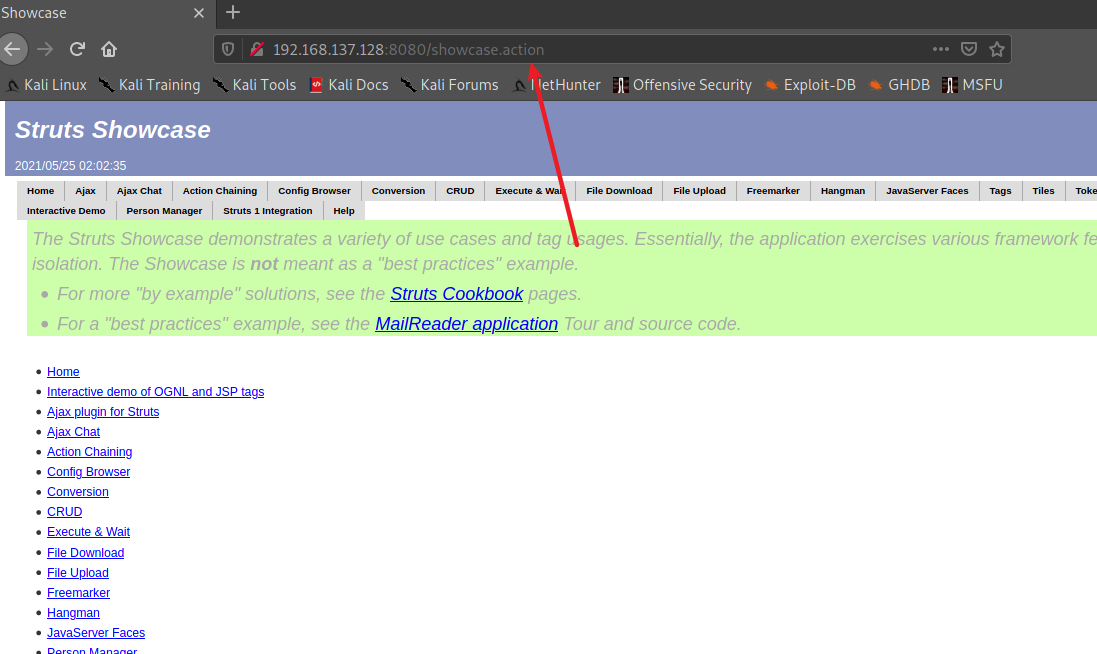 Showcase
192.168.137.128:8080/showcase.action
Kali Linux Kali Training Kali Tools Kali Docs Kali Forums NetHunter Offensive Security Exploit-DB GHDB MSFU
Struts Showcase
2021/05/25 02:02:35
Home Ajax Ajax Chat Action Chaining Config Browser Conversion CRUD Execute & Wait File Download File Upload Freemarker Hangman JavaServer Faces Tags Tiles Toke
Interactive Demo Person Manager Struts 1 Integration Help
The Struts Showcase demonstrates a variety of use cases and tag usages. Essentially, the application exercises various framework fe
isolation. The Showcase is not meant as a "best practices" example.
For more "by example" solutions, see the Struts Cookbook pages.
For a "best practices" example, see the MailReader application Tour and source code.
Home
Interactive demo of OGNL and JSP tags
Ajax plugin for Struts
Ajax Chat
Action Chaining
Config Browser
Conversion
CRUD
Execute & Wait
File Download
File Upload
Freemarker
Hangman
JavaServer Faces
Person Manager